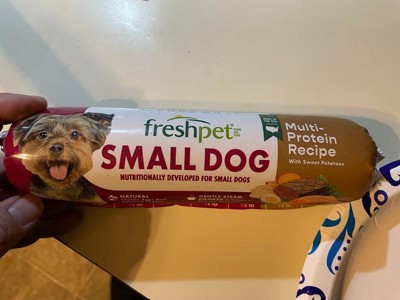 freshpet
SMALL DOG
NUTRITIONALLY DEVELOPED FOR SMALL DOGS
Multi-
Protein
Recipe
With Sweet Potatoes
NATURAL
GENTLY STEAM